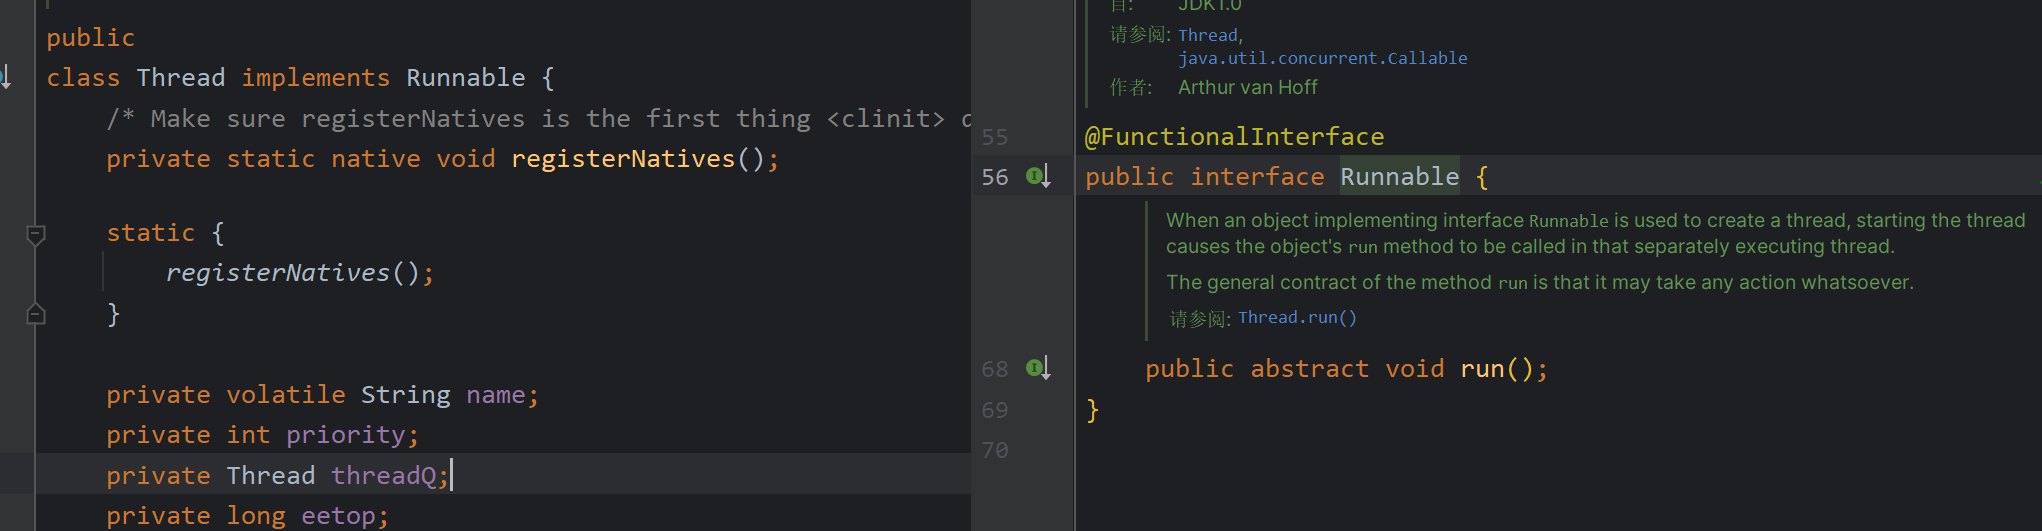 public
class Thread implements Runnable {
/* Make sure registerNatives is the first thing <clinit>
private static native void registerNatives();
static {
registerNatives();
}
private volatile String name;
private int priority;
private Thread threadQ;
private long eetop;
自: JDK1.0
请参阅: Thread,
java.util.concurrent.Callable
作者: Arthur van Hoff
55 @FunctionalInterface
56 public interface Runnable {
When an object implementing interface Runnable is used to create a thread, starting the thread
causes the object's run method to be called in that separately executing thread.
The general contract of the method run is that it may take any action whatsoever.
请参阅: Thread.run()
68 public abstract void run();
69 }
70